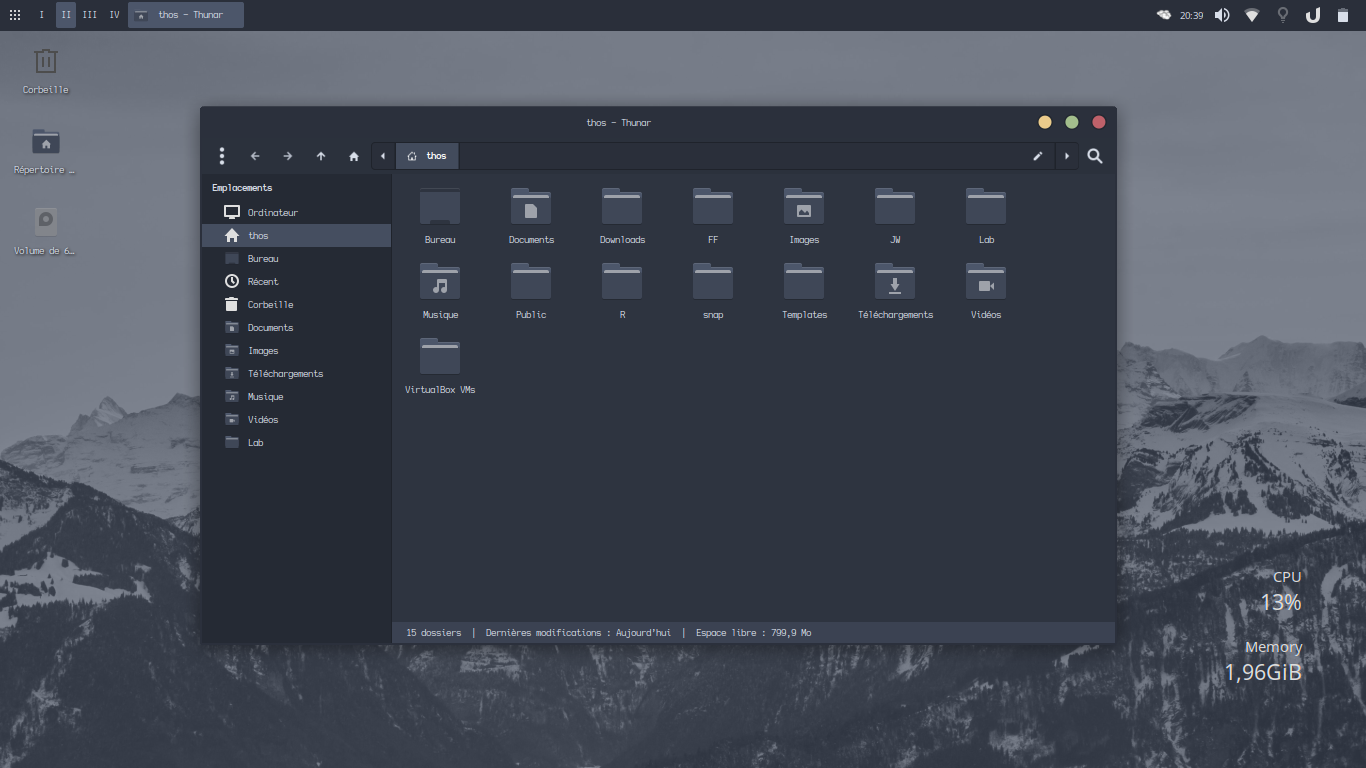 I II III IV thos - Thunar 20:39
Corbeille
Répertoire …
Volume de 6…
thos - Thunar
thos
Emplacements
Ordinateur
thos
Bureau
Récent
Corbeille
Documents
Images
Téléchargements
Musique
Vidéos
Lab
Bureau Documents Downloads FF Images JW Lab
Musique Public R snap Templates Téléchargements Vidéos
VirtualBox VMs
15 dossiers | Dernières modifications : Aujourd'hui | Espace libre : 799,9 Mo
CPU
13%
Memory
1,96GiB